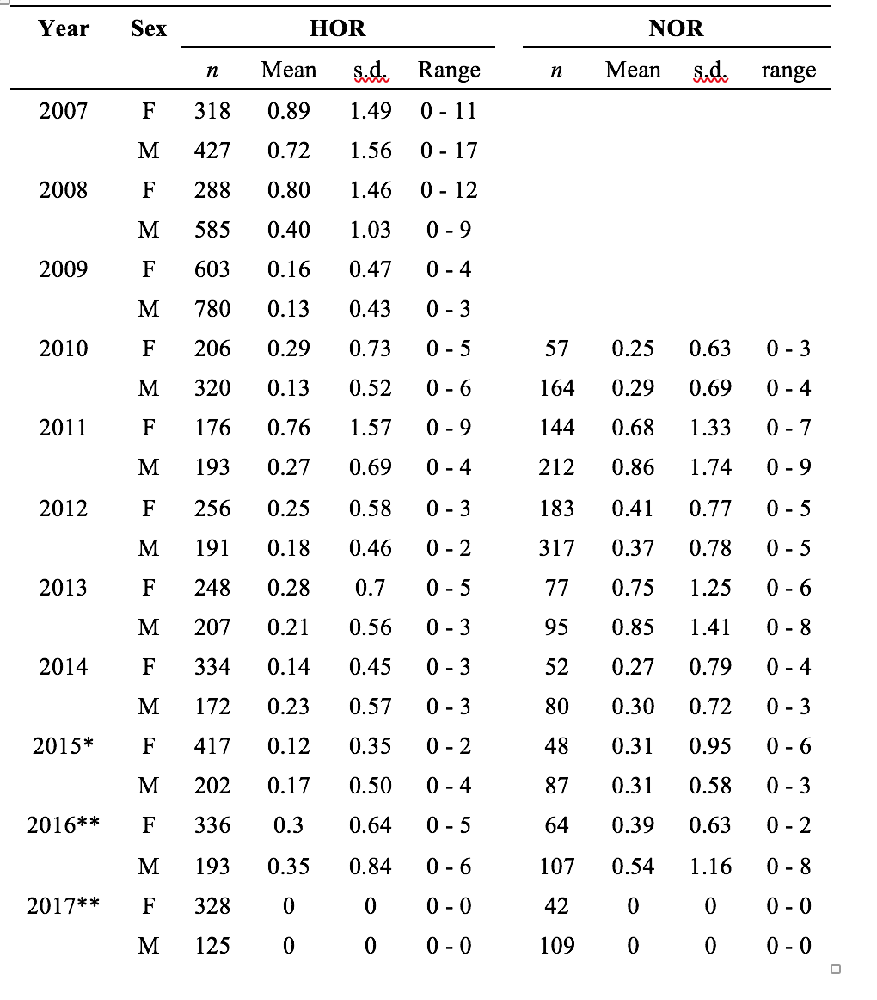 Year Sex HOR NOR
n Mean s.d. Range n Mean s.d. range
2007 F 318 0.89 1.49 0 - 11
M 427 0.72 1.56 0 - 17
2008 F 288 0.80 1.46 0 - 12
M 585 0.40 1.03 0 - 9
2009 F 603 0.16 0.47 0 - 4
M 780 0.13 0.43 0 - 3
2010 F 206 0.29 0.73 0 - 5 57 0.25 0.63 0 - 3
M 320 0.13 0.52 0 - 6 164 0.29 0.69 0 - 4
2011 F 176 0.76 1.57 0 - 9 144 0.68 1.33 0 - 7
M 193 0.27 0.69 0 - 4 212 0.86 1.74 0 - 9
2012 F 256 0.25 0.58 0 - 3 183 0.41 0.77 0 - 5
M 191 0.18 0.46 0 - 2 317 0.37 0.78 0 - 5
2013 F 248 0.28 0.7 0 - 5 77 0.75 1.25 0 - 6
M 207 0.21 0.56 0 - 3 95 0.85 1.41 0 - 8
2014 F 334 0.14 0.45 0 - 3 52 0.27 0.79 0 - 4
M 172 0.23 0.57 0 - 3 80 0.30 0.72 0 - 3
2015* F 417 0.12 0.35 0 - 2 48 0.31 0.95 0 - 6
M 202 0.17 0.50 0 - 4 87 0.31 0.58 0 - 3
2016** F 336 0.3 0.64 0 - 5 64 0.39 0.63 0 - 2
M 193 0.35 0.84 0 - 6 107 0.54 1.16 0 - 8
2017** F 328 0 0 0 - 0 42 0 0 0 - 0
M 125 0 0 0 - 0 109 0 0 0 - 0